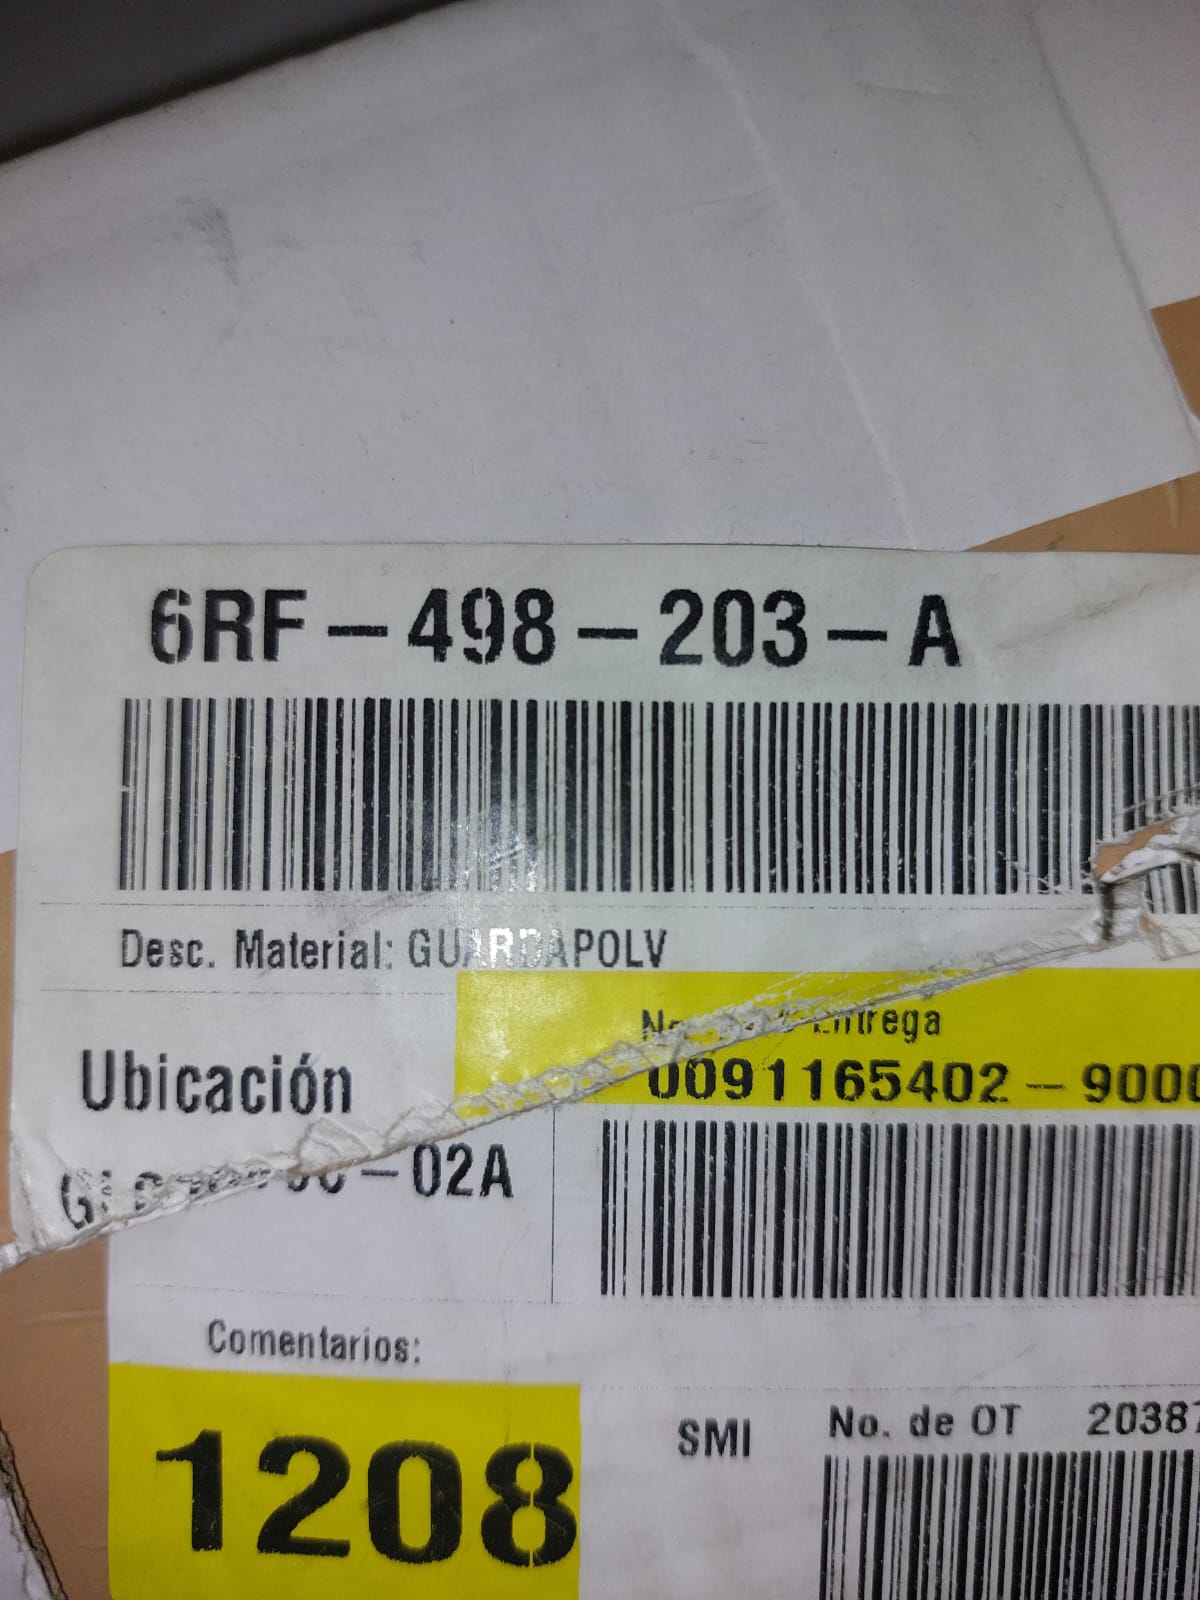 6RF-498-203-A
Desc. Material: GUARDAPOLV
Entrega
Ubicación
0091165402-9000
-02A
Comentarios:
1208
SMI
No. de OT 20387